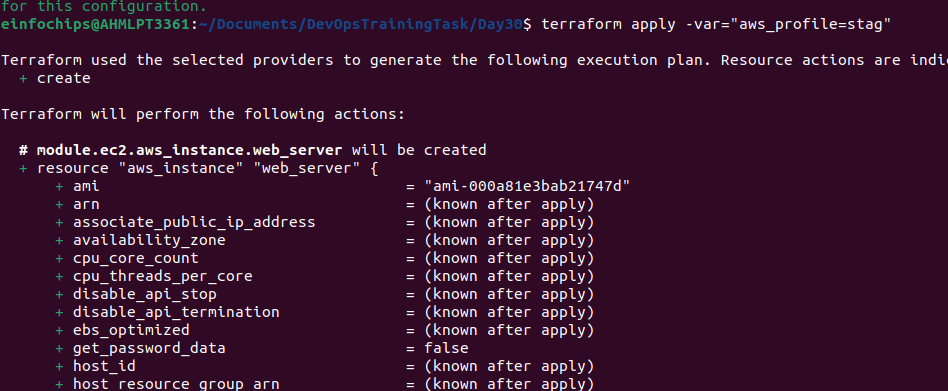 for this configuration.
einfochips@AHMLPT3361:~/Documents/DevOpsTrainingTask/Day30$ terraform apply -var="aws_profile=stag"
Terraform used the selected providers to generate the following execution plan. Resource actions are indic
+ create
Terraform will perform the following actions:
# module.ec2.aws_instance.web_server will be created
+ resource "aws_instance" "web_server" {
+ ami = "ami-000a81e3bab21747d"
+ arn = (known after apply)
+ associate_public_ip_address = (known after apply)
+ availability_zone = (known after apply)
+ cpu_core_count = (known after apply)
+ cpu_threads_per_core = (known after apply)
+ disable_api_stop = (known after apply)
+ disable_api_termination = (known after apply)
+ ebs_optimized = (known after apply)
+ get_password_data = false
+ host_id = (known after apply)
+ host_resource_group_arn = (known after apply)